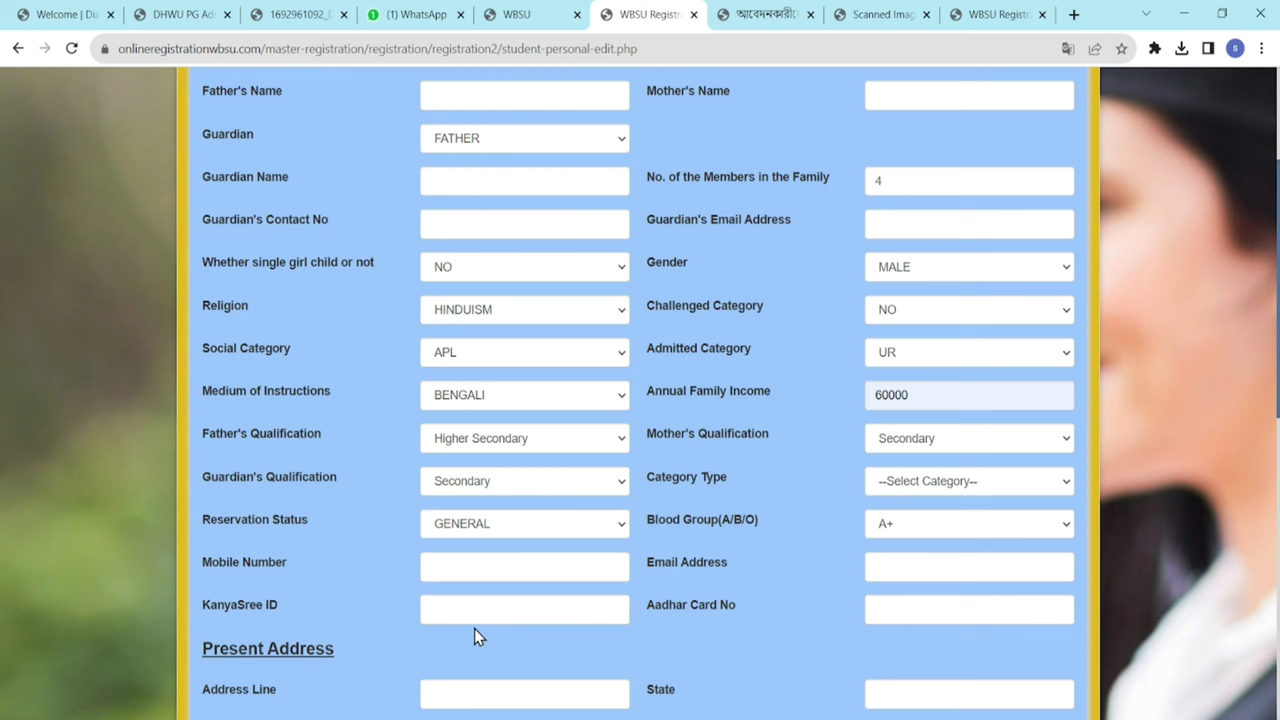 Welcome | Dia
DHWU PG Ad
1692961092_D
(1) WhatsApp
WBSU
WBSU Registr
আবেদনকারীে
Scanned Imag
WBSU Registr
onlineregistrationwbsu.com/master-registration/registration/registration2/student-personal-edit.php
S
Father's Name
Mother's Name
Guardian
FATHER
Guardian Name
No. of the Members in the Family
4
Guardian's Contact No
Guardian's Email Address
Whether single girl child or not
NO
Gender
MALE
Religion
HINDUISM
Challenged Category
NO
Social Category
APL
Admitted Category
UR
Medium of Instructions
BENGALI
Annual Family Income
60000
Father's Qualification
Higher Secondary
Mother's Qualification
Secondary
Guardian's Qualification
Secondary
Category Type
--Select Category--
Reservation Status
GENERAL
Blood Group(A/B/O)
A+
Mobile Number
Email Address
KanyaSree ID
Aadhar Card No
Present Address
Address Line
State